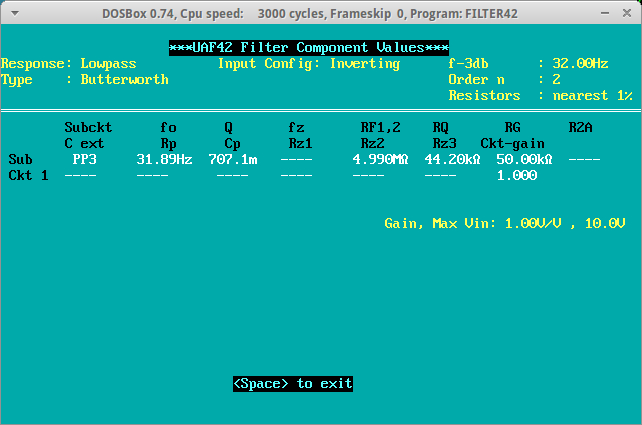 DOSBox 0.74, Cpu speed: 3000 cycles, Frameskip 0, Program: FILTER42
***UAF42 Filter Component Values***
Response: Lowpass Input Config: Inverting f-3db : 32.00Hz
Type : Butterworth Order n : 2
Resistors : nearest 1%
Subckt fo Q fz RF1,2 RQ RG R2A
C ext Rp Cp Rz1 Rz2 Rz3 Ckt-gain
Sub PP3 31.89Hz 707.1m ---- 4.990MΩ 44.20kΩ 50.00kΩ ----
Ckt 1 ---- ---- ---- ---- ---- ---- 1.000
Gain, Max Vin: 1.00V/V , 10.0V
<Space> to exit